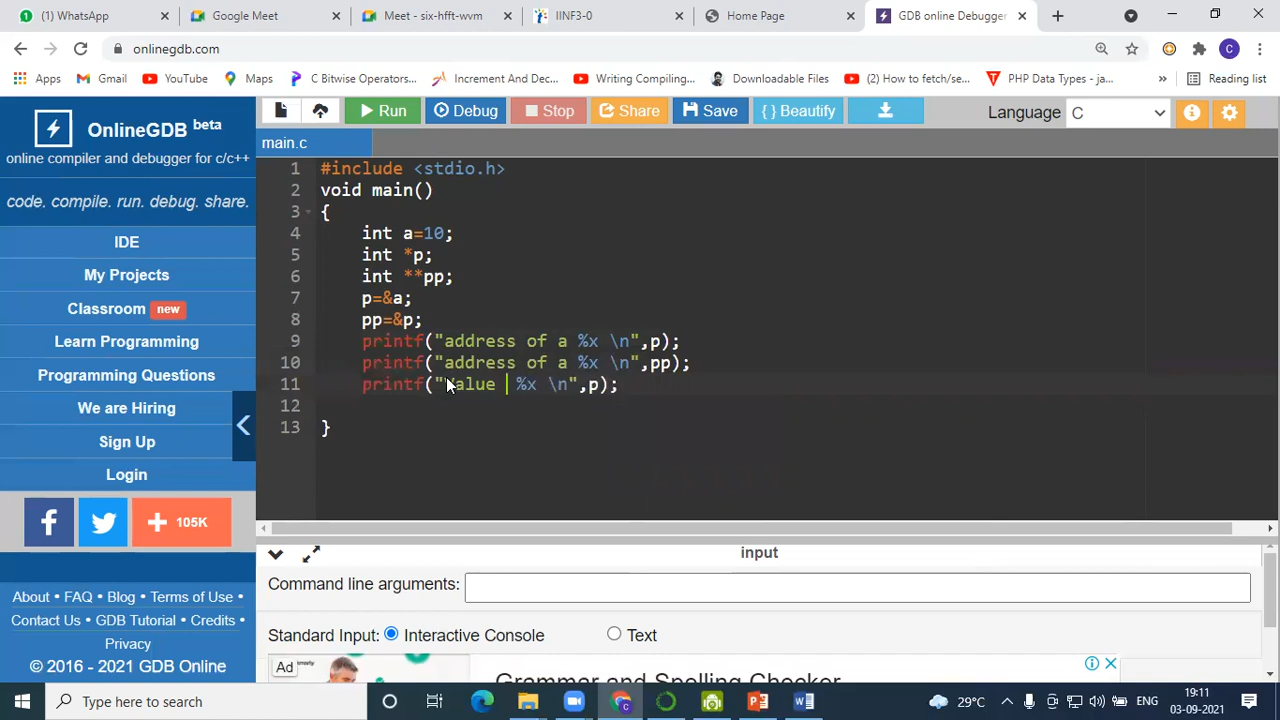 (1) WhatsApp
Google Meet
Meet - six-hfft-wvm
IINF3-0
Home Page
GDB online Debugger
onlinegdb.com
Apps
Gmail
YouTube
Maps
C Bitwise Operators...
Increment And Dec...
Writing Compiling...
Downloadable Files
(2) How to fetch/se...
PHP Data Types - ja...
»
Reading list
OnlineGDB beta
online compiler and debugger for c/c++
code. compile. run. debug. share.
IDE
My Projects
Classroom new
Learn Programming
Programming Questions
We are Hiring
Sign Up
Login
105K
About • FAQ • Blog • Terms of Use •
Contact Us • GDB Tutorial • Credits •
Privacy
© 2016 - 2021 GDB Online
Run
Debug
Stop
Share
Save
{ } Beautify
Language C
main.c
1 #include <stdio.h>
2 void main()
3 {
4 int a=10;
5 int *p;
6 int **pp;
7 p=&a;
8 pp=&p;
9 printf("address of a %x \n",p);
10 printf("address of a %x \n",pp);
11 printf("Value %x \n",p);
12
13 }
input
Command line arguments:
Standard Input: Interactive Console Text
Ad
Grammar and Spelling Checker
Type here to search
29°C
ENG
19:11
03-09-2021